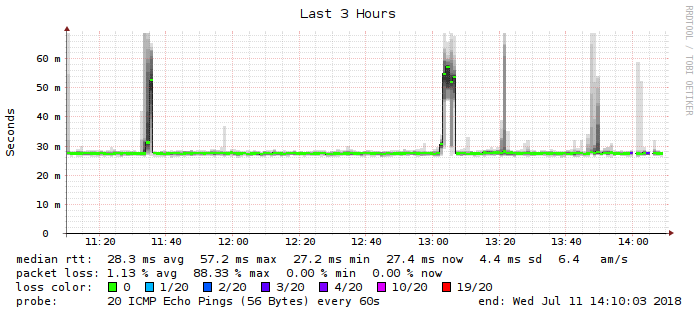 Last 3 Hours
RRDTOOL / TOBI OETIKER
Seconds
60 m
50 m
40 m
30 m
20 m
10 m
0
11:20 11:40 12:00 12:20 12:40 13:00 13:20 13:40 14:00
median rtt: 28.3 ms avg 57.2 ms max 27.2 ms min 27.4 ms now 4.4 ms sd 6.4 am/s
packet loss: 1.13 % avg 88.33 % max 0.00 % min 0.00 % now
loss color: 0 1/20 2/20 3/20 4/20 10/20 19/20
probe: 20 ICMP Echo Pings (56 Bytes) every 60s end: Wed Jul 11 14:10:03 2018